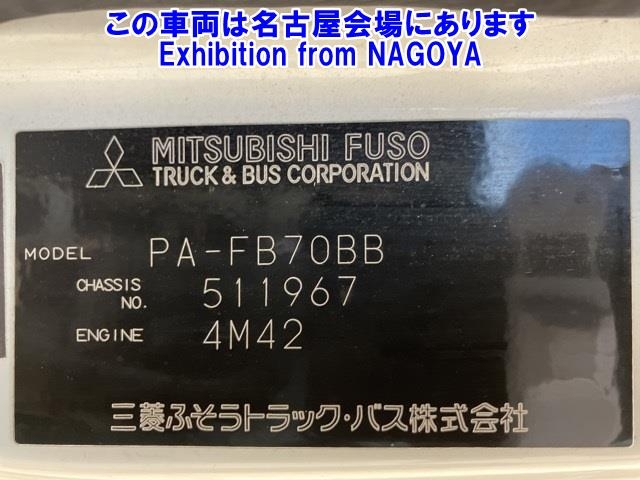 この車両は名古屋会場にあります
Exhibition from NAGOYA
MITSUBISHI FUSO
TRUCK & BUS CORPORATION
MODEL PA-FB70BB
CHASSIS NO. 511967
ENGINE 4M42
三菱ふそうトラック・バス株式会社